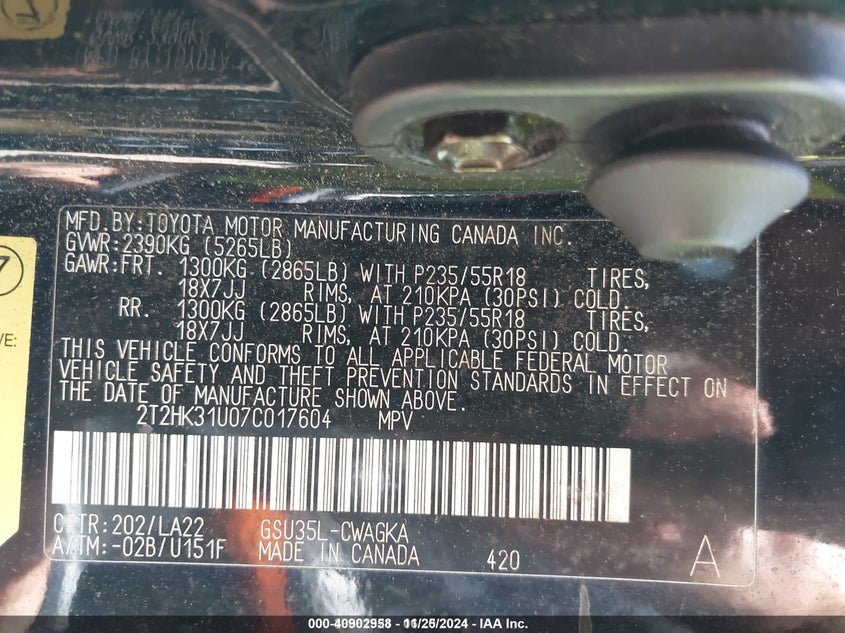 MFD.BY:TOYOTA MOTOR MANUFACTURING CANADA INC.
GVWR:2390KG (5265LB)
GAWR:FRT. 1300KG (2865LB) WITH P235/55R18 TIRES,
18X7JJ RIMS, AT 210KPA (30PSI) COLD.
RR. 1300KG (2865LB) WITH P235/55R18 TIRES,
18X7JJ RIMS, AT 210KPA (30PSI) COLD.
THIS VEHICLE CONFORMS TO ALL APPLICABLE FEDERAL MOTOR
VEHICLE SAFETY AND THEFT PREVENTION STANDARDS IN EFFECT ON
THE DATE OF MANUFACTURE SHOWN ABOVE.
2T2HK31U07C017604 MPV
C/TR:202/LA22 GSU35L-CWAGKA
A/TM:-02B/U151F MADE IN CANADA 420 A
7
VE:
000-40902958 - 11/25/2024 - IAA Inc.